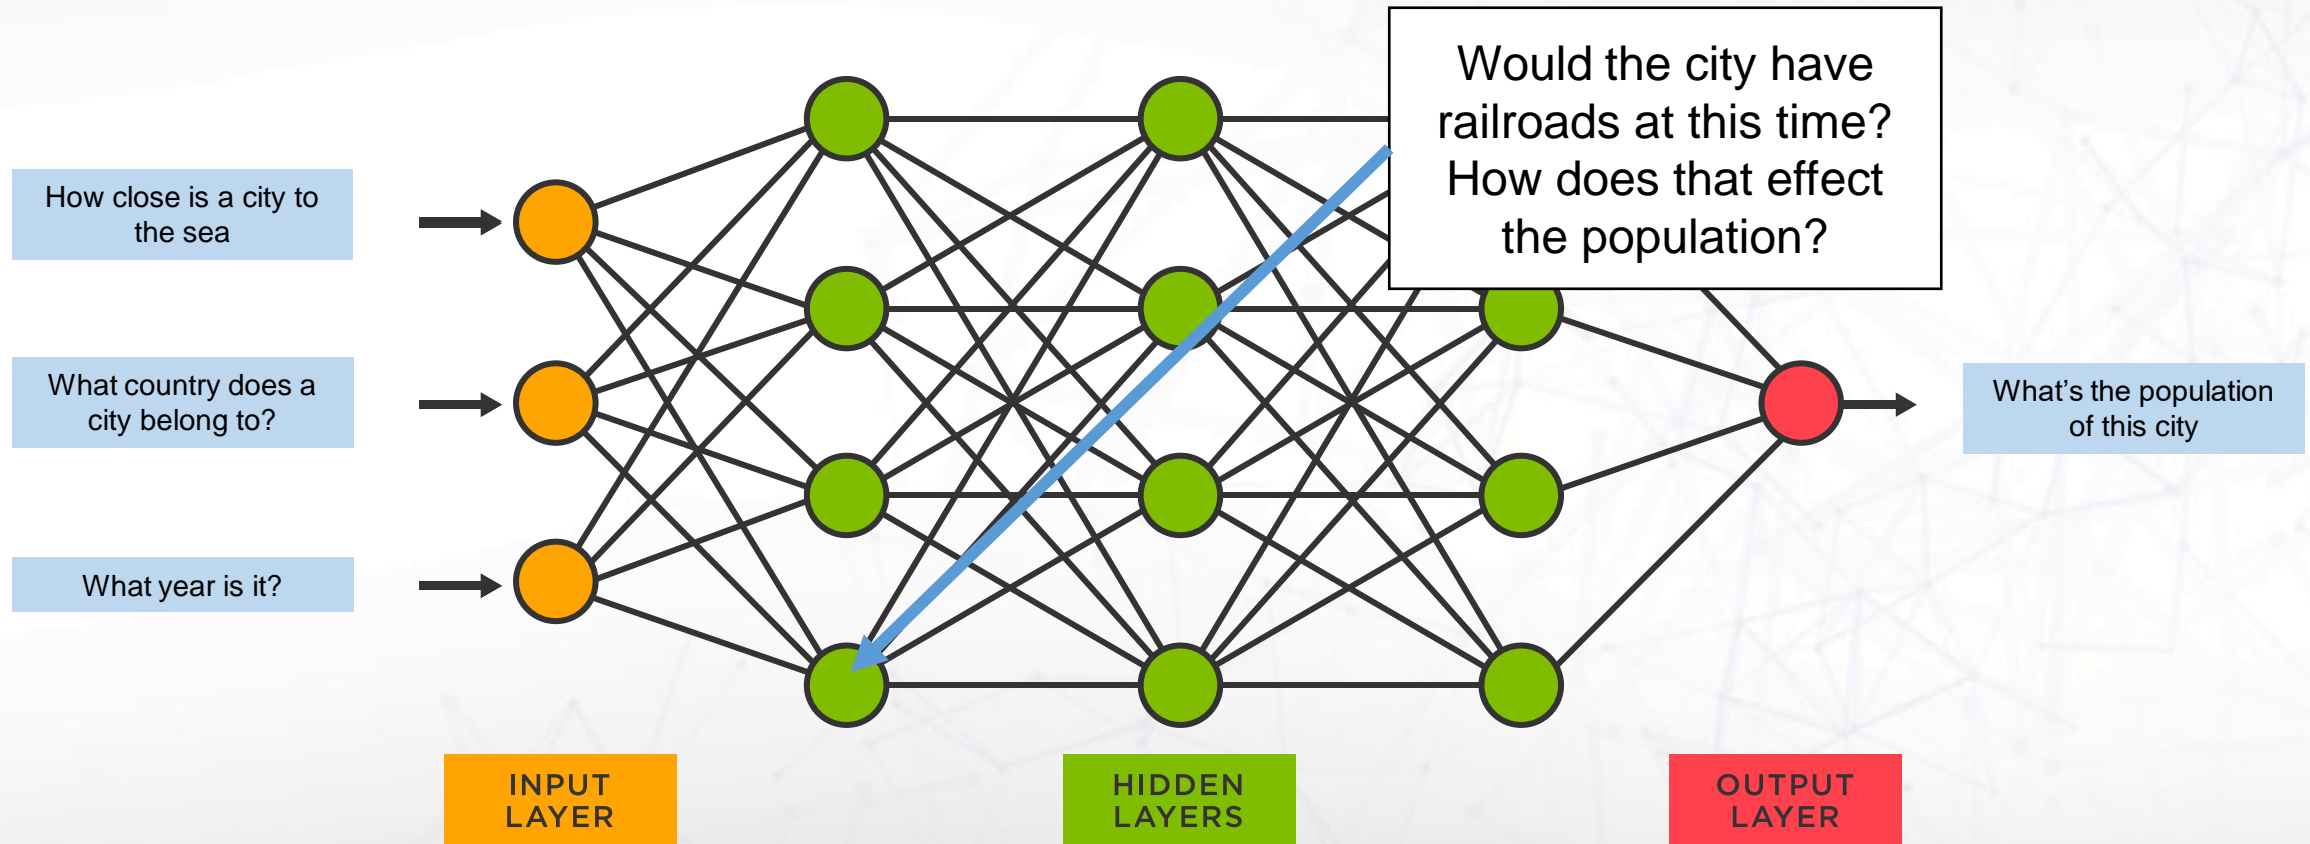 Would the city have
railroads at this time?
How does that effect
the population?
How close is a city to
the sea
What country does a
city belong to?
What year is it?
What’s the population
of this city
INPUT
LAYER
HIDDEN
LAYERS
OUTPUT
LAYER